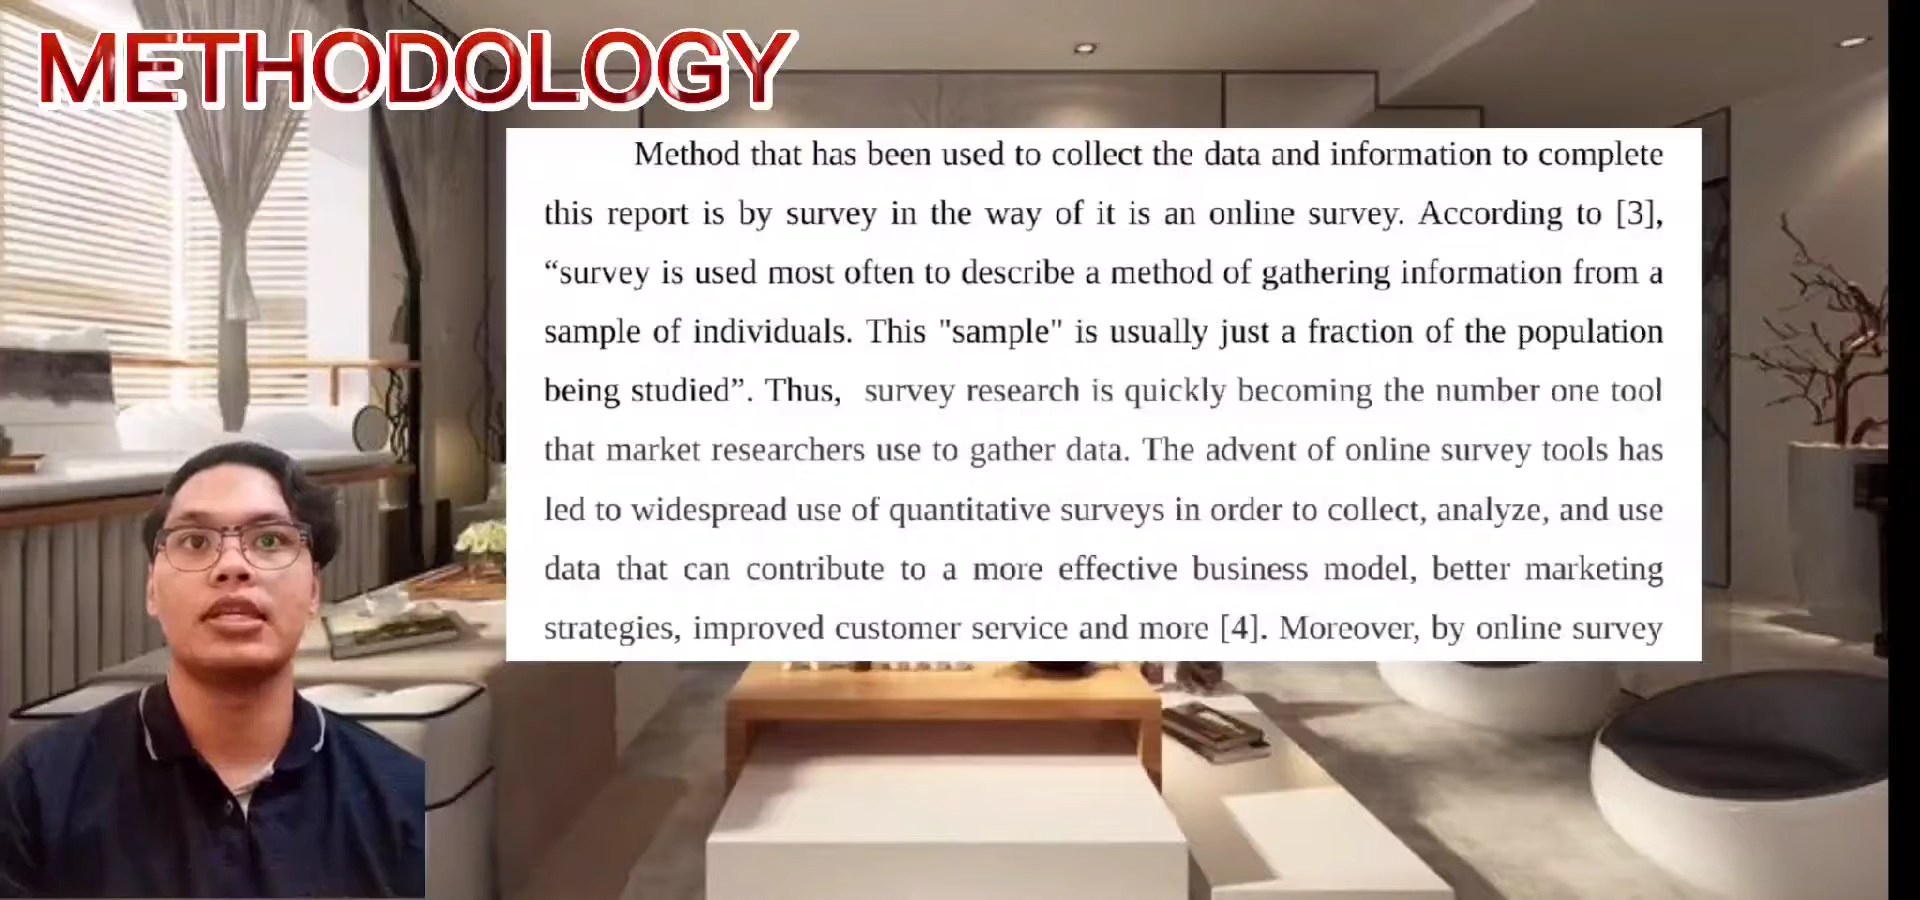 METHODOLOGY
Method that has been used to collect the data and information to complete
this report is by survey in the way of it is an online survey. According to [3],
“survey is used most often to describe a method of gathering information from a
sample of individuals. This "sample" is usually just a fraction of the population
being studied”. Thus, survey research is quickly becoming the number one tool
that market researchers use to gather data. The advent of online survey tools has
led to widespread use of quantitative surveys in order to collect, analyze, and use
data that can contribute to a more effective business model, better marketing
strategies, improved customer service and more [4]. Moreover, by online survey